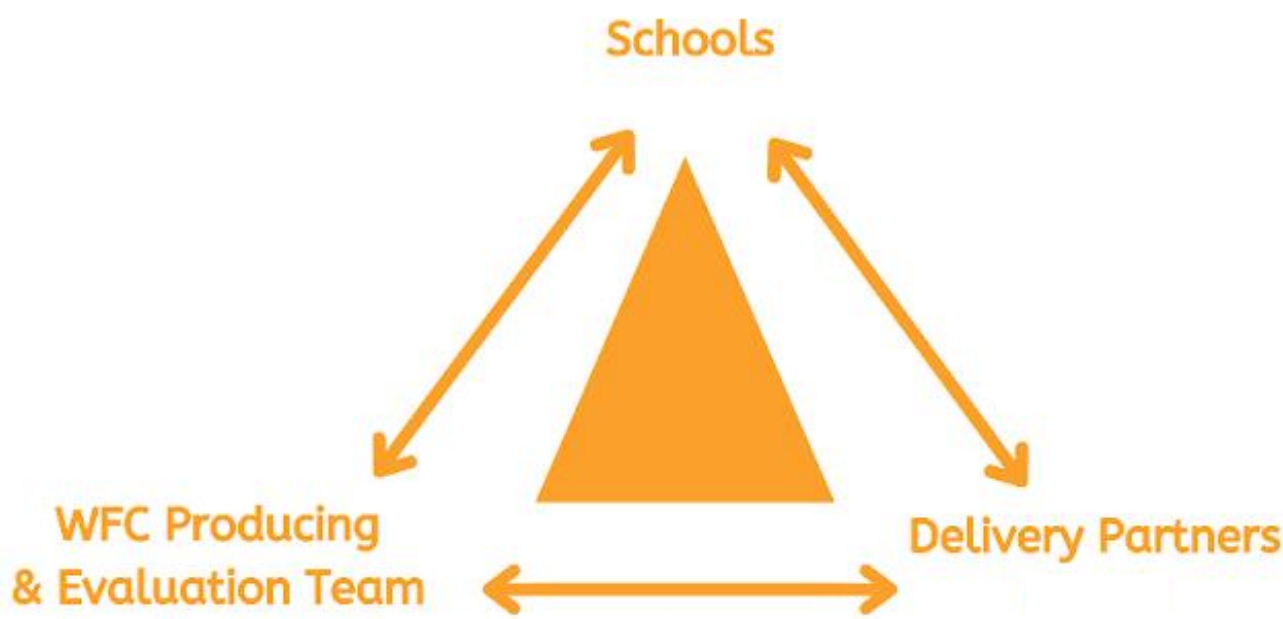 Schools
WFC Producing
& Evaluation Team
Delivery Partners